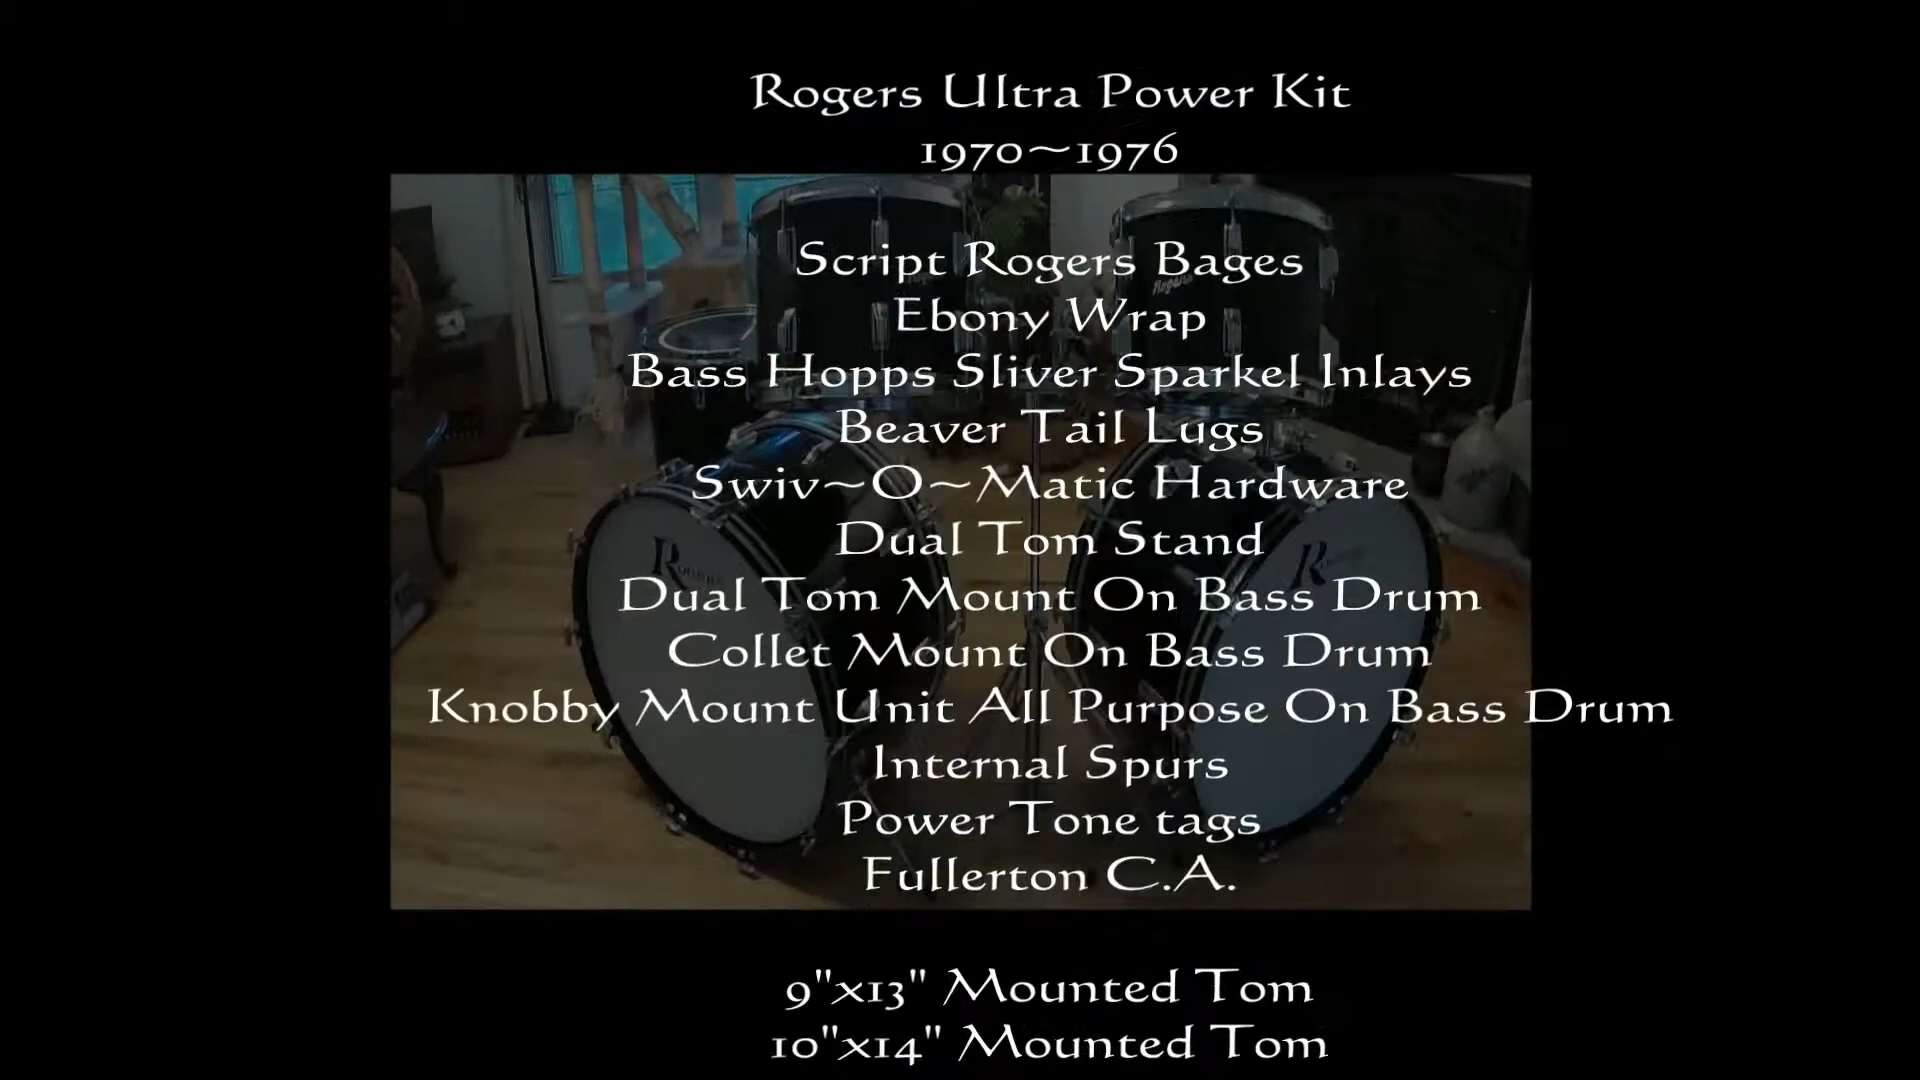 Rogers Ultra Power Kit
1970~1976
Script Rogers Bages
Ebony Wrap
Bass Hopps Sliver Sparkel Inlays
Beaver Tail Lugs
Swiv~O~Matic Hardware
Dual Tom Stand
Dual Tom Mount On Bass Drum
Collet Mount On Bass Drum
Knobby Mount Unit All Purpose On Bass Drum
Internal Spurs
Power Tone tags
Fullerton C.A.
9"x13" Mounted Tom
10"x14" Mounted Tom
Rogers